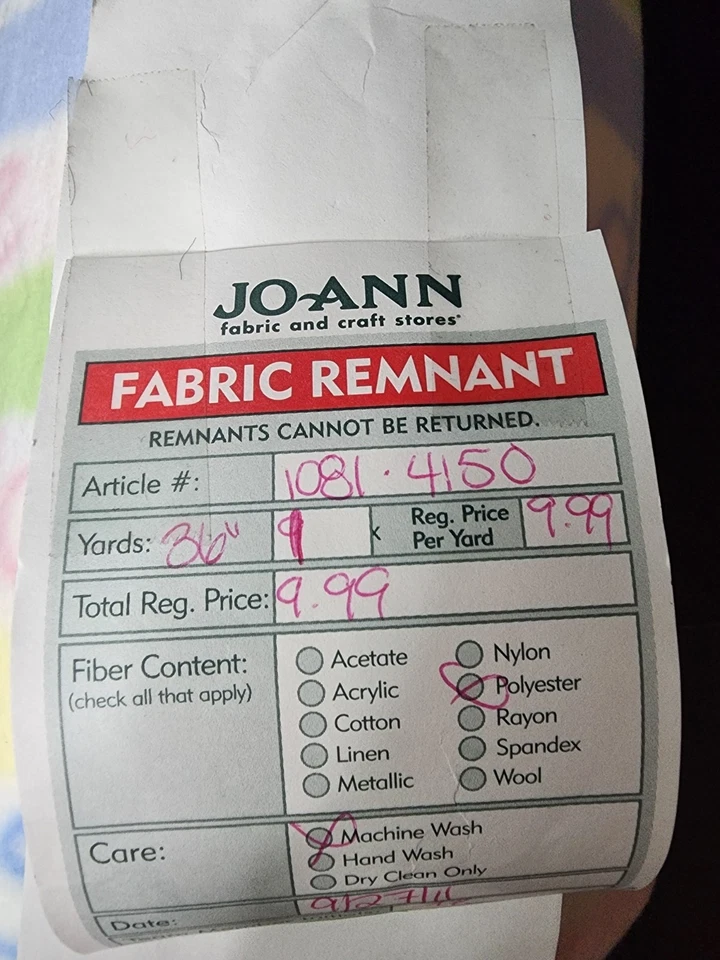 JO-ANN
fabric and craft stores
FABRIC REMNANT
REMNANTS CANNOT BE RETURNED.
Article #: 1081-4150
Yards: 36" 1 x Reg. Price Per Yard 9.99
Total Reg. Price: 9.99
Fiber Content:
(check all that apply)
Acetate
Acrylic
Cotton
Linen
Metallic
Nylon
Polyester
Rayon
Spandex
Wool
Care:
Machine Wash
Hand Wash
Dry Clean Only
Date: